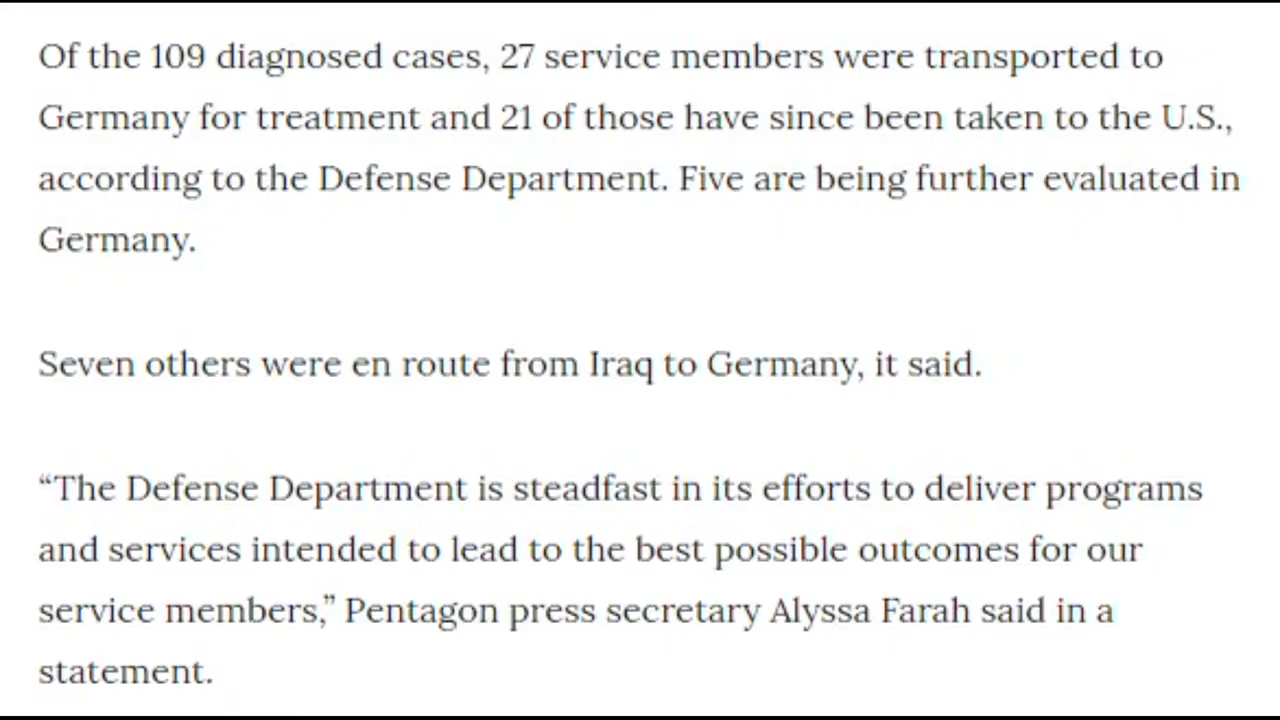 Of the 109 diagnosed cases, 27 service members were transported to
Germany for treatment and 21 of those have since been taken to the U.S.,
according to the Defense Department. Five are being further evaluated in
Germany.
Seven others were en route from Iraq to Germany, it said.
“The Defense Department is steadfast in its efforts to deliver programs
and services intended to lead to the best possible outcomes for our
service members,” Pentagon press secretary Alyssa Farah said in a
statement.